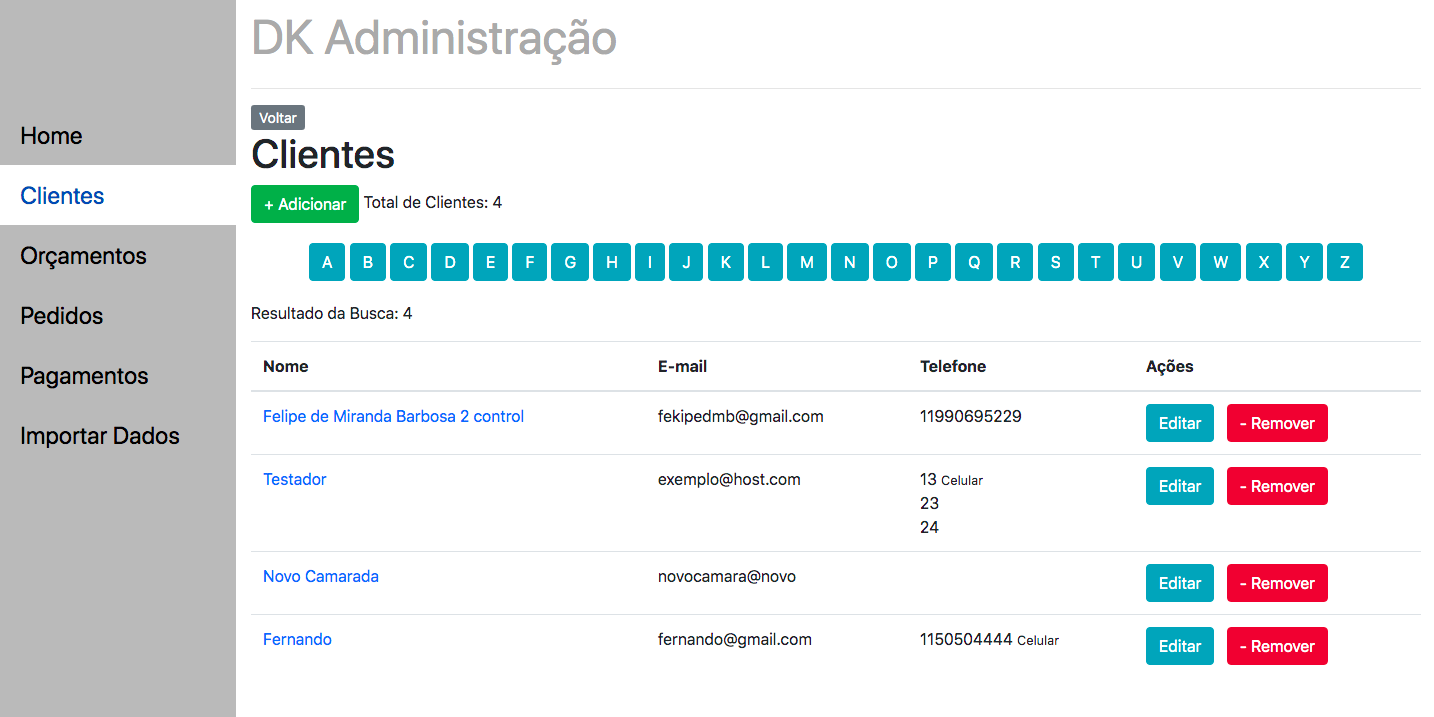 DK Administração
Home
Clientes
Orçamentos
Pedidos
Pagamentos
Importar Dados
Voltar
Clientes
+ Adicionar Total de Clientes: 4
A B C D E F G H I J K L M N O P Q R S T U V W X Y Z
Resultado da Busca: 4
Nome E-mail Telefone Ações
Felipe de Miranda Barbosa 2 control fekipedmb@gmail.com 11990695229 Editar - Remover
Testador exemplo@host.com 13 Celular Editar - Remover
23
24
Novo Camarada novocamara@novo Editar - Remover
Fernando fernando@gmail.com 1150504444 Celular Editar - Remover